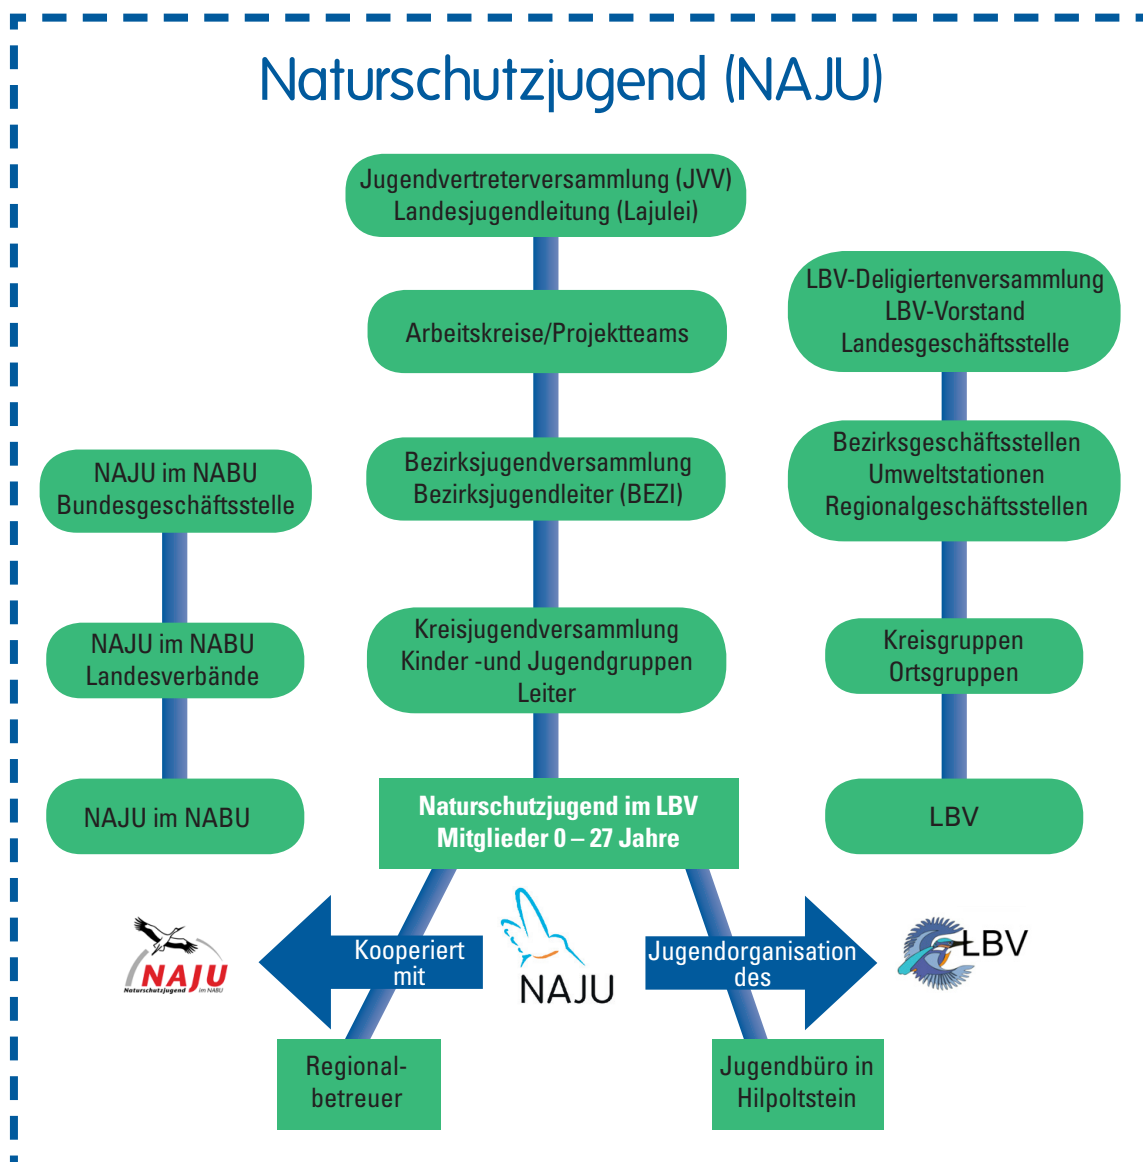 Naturschutzjugend (NAJU)
Jugendvertreterversammlung (JVV)
Landesjugendleitung (Lajulei)
Arbeitskreise/Projektteams
Bezirksjugendversammlung
Bezirksjugendleiter (BEZI)
Kreisjugendversammlung
Kinder -und Jugendgruppen
Leiter
Naturschutzjugend im LBV
Mitglieder 0 – 27 Jahre
NAJU im NABU
Bundesgeschäftsstelle
NAJU im NABU
Landesverbände
NAJU im NABU
LBV-Deligiertenversammlung
LBV-Vorstand
Landesgeschäftsstelle
Bezirksgeschäftsstellen
Umweltstationen
Regionalgeschäftsstellen
Kreisgruppen
Ortsgruppen
LBV
NAJU
Naturschutzjugend im NABU
Kooperiert
mit
NAJU
Jugendorganisation
des
LBV
Regional-
betreuer
Jugendbüro in
Hilpoltstein